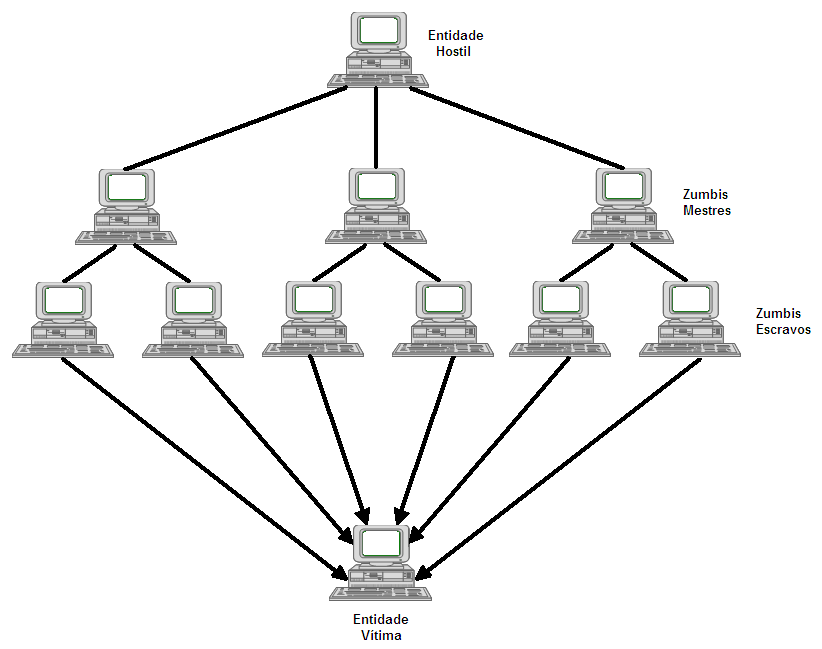 Entidade
Hostil
Zumbis
Mestres
Zumbis
Escravos
Entidade
Vítima